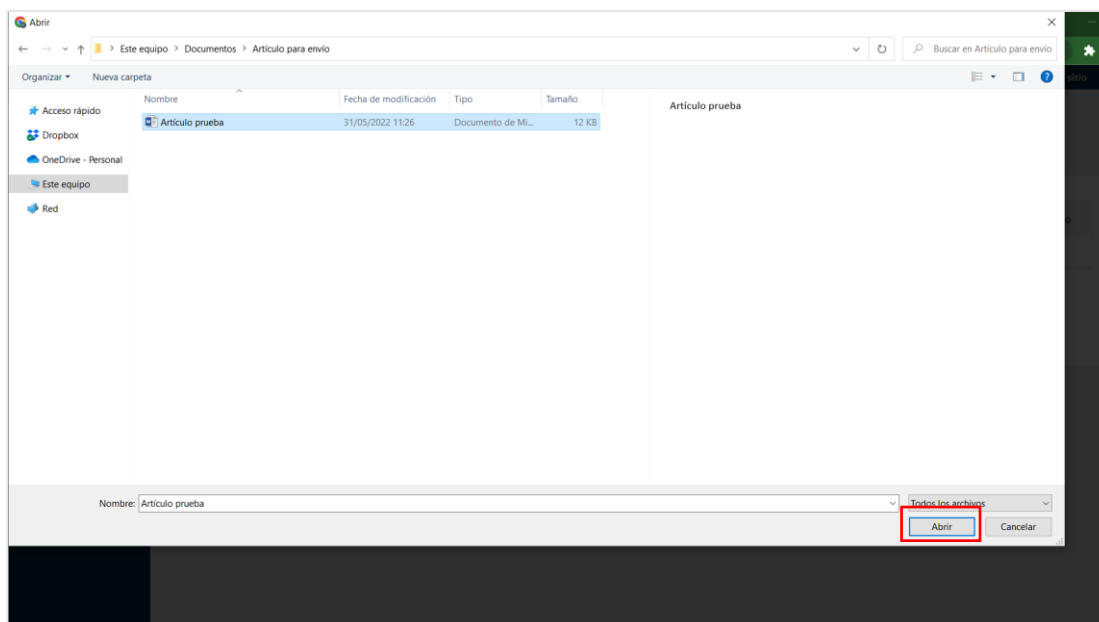 Abrir
Este equipo > Documentos > Artículo para envío
Buscar en Artículo para envío
Organizar
Nueva carpeta
sitio
Nombre
Fecha de modificación
Tipo
Tamaño
Artículo prueba
31/05/2022 11:26
Documento de Mi...
12 KB
Artículo prueba
Acceso rápido
Dropbox
OneDrive - Personal
Este equipo
Red
Nombre: Artículo prueba
Todos los archivos
Abrir
Cancelar